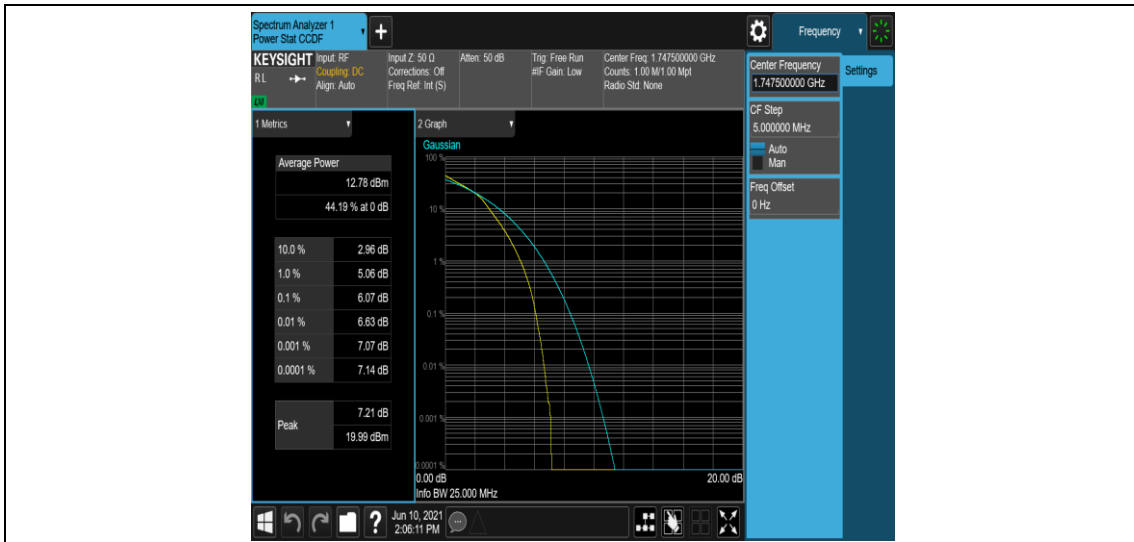 Spectrum Analyzer 1
Power Stat CCDF
+
Frequency
KEYSIGHT Input: RF
RL Coupling: DC
Align: Auto
LXI
Input Z: 50 Ω
Corrections: Off
Freq Ref: Int (S)
Atten: 50 dB
Trig: Free Run
#IF Gain: Low
Center Freq: 1.747500000 GHz
Counts: 1.00 M/1.00 Mpt
Radio Std: None
Center Frequency
1.747500000 GHz
Settings
CF Step
5.000000 MHz
Auto
Man
Freq Offset
0 Hz
1 Metrics
Average Power
12.78 dBm
44.19 % at 0 dB
10.0 % 2.96 dB
1.0 % 5.06 dB
0.1 % 6.07 dB
0.01 % 6.63 dB
0.001 % 7.07 dB
0.0001 % 7.14 dB
Peak 7.21 dB
19.99 dBm
2 Graph
Gaussian
100 %
10 %
1 %
0.1 %
0.01 %
0.001 %
0.0001 %
0.00 dB 20.00 dB
Info BW 25.000 MHz
?
Jun 10, 2021
2:06:11 PM